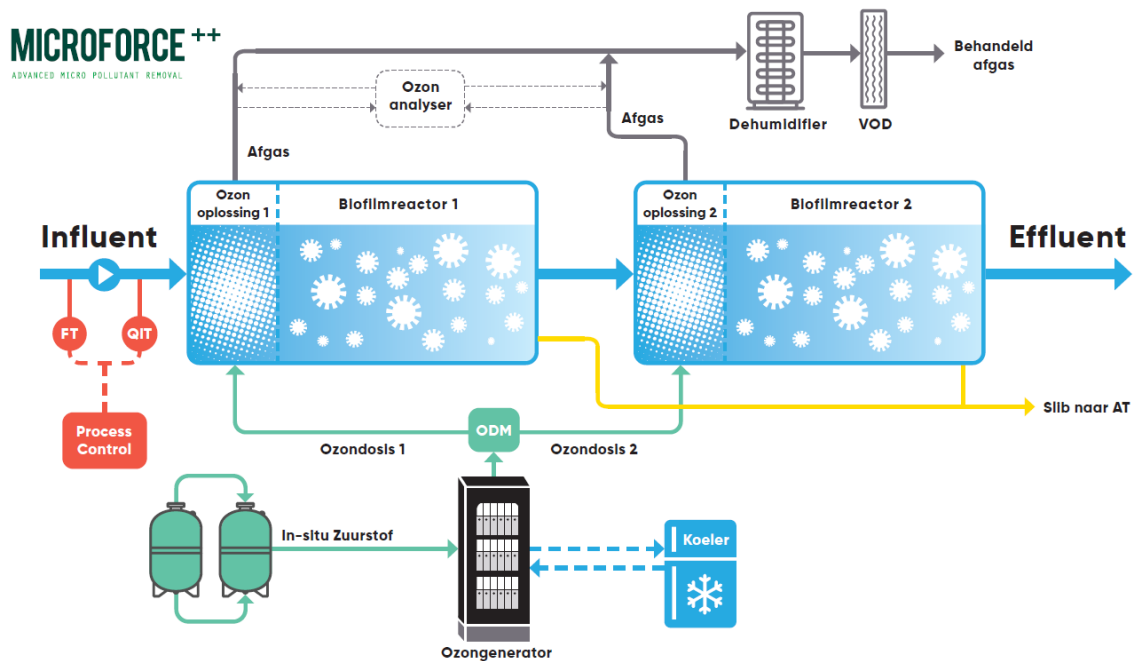 MICROFORCE++
ADVANCED MICRO POLLUTANT REMOVAL
Ozon
analyser
Dehumidifier
VOD
Behandeld
afgas
Afgas
Afgas
Ozon
oplossing 1
Biofilmreactor 1
Ozon
oplossing 2
Biofilmreactor 2
Influent
Effluent
FT
QIT
Process
Control
Ozondosis 1
ODM
Ozondosis 2
Slib naar AT
In-situ Zuurstof
Koeler
Ozongenerator